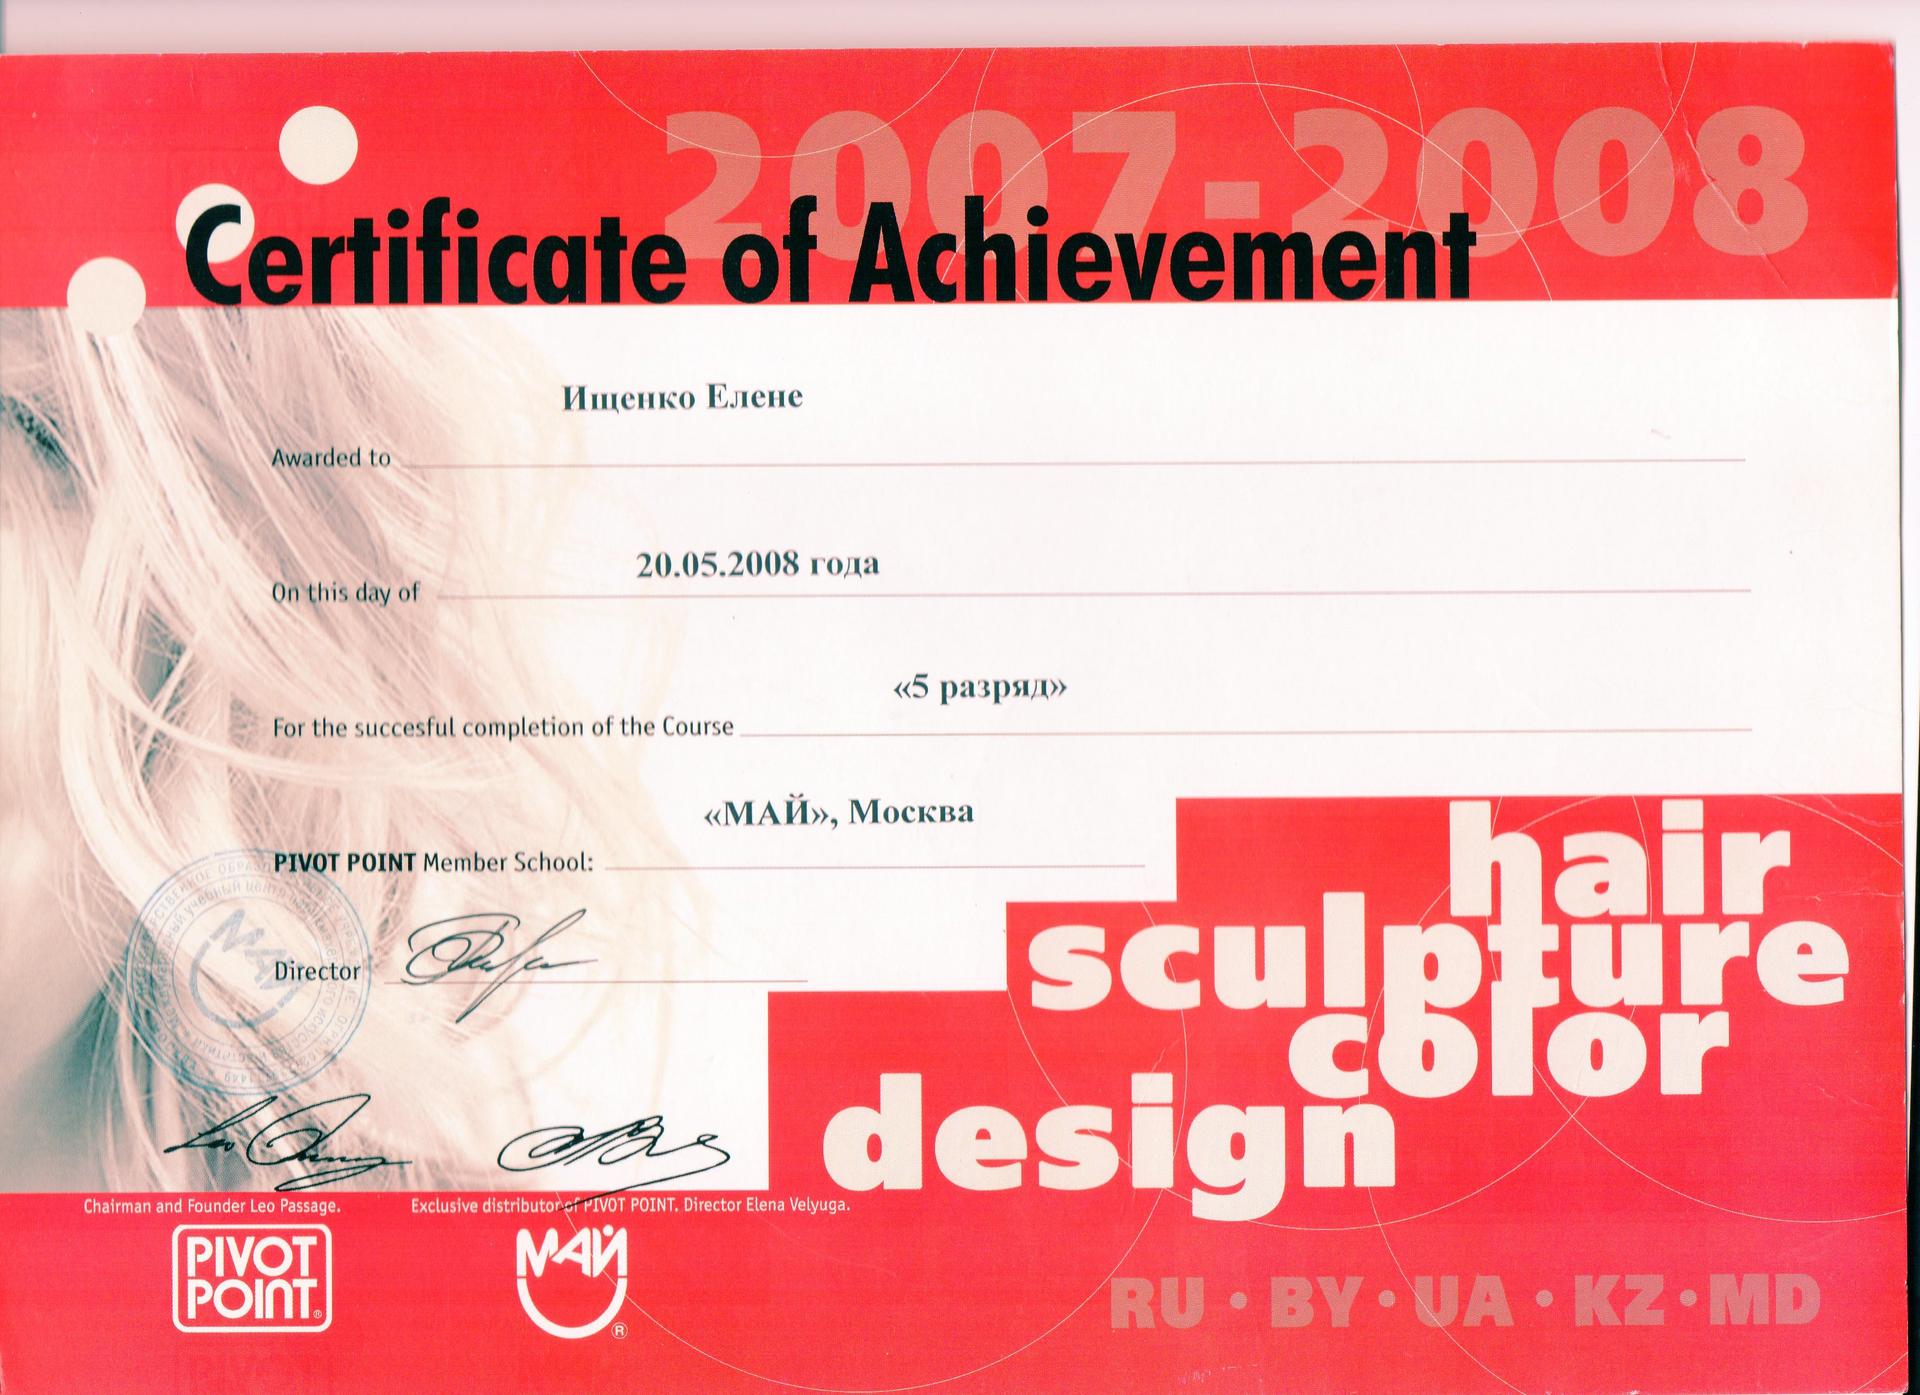 2007-2008
Certificate of Achievement
Ищенко Елене
Awarded to
20.05.2008 года
On this day of
«5 разряд»
For the succesful completion of the Course
«МАЙ», Москва
PIVOT POINT Member School:
Director
МАЙ
hair
sculpture
color
design
Chairman and Founder Leo Passage.
Exclusive distributor of PIVOT POINT. Director Elena Velyuga.
PIVOT
POINT®
МАЙ®
RU • BY • UA • KZ • MD